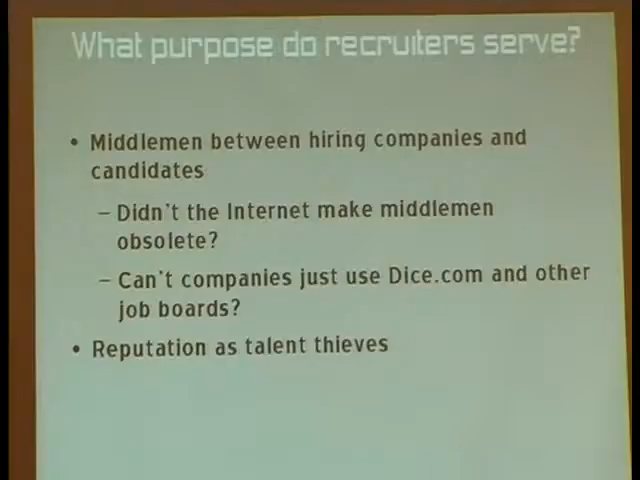 What purpose do recruiters serve?
• Middlemen between hiring companies and
candidates
– Didn't the Internet make middlemen
obsolete?
– Can't companies just use Dice.com and other
job boards?
• Reputation as talent thieves